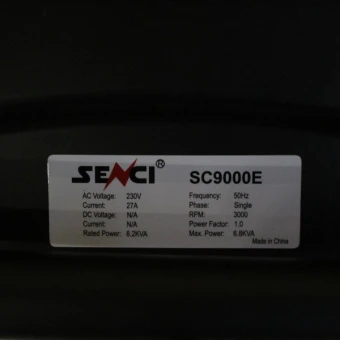 SENCI® SC9000E
AC Voltage: 230V Frequency: 50Hz
Current: 27A Phase: Single
DC Voltage: N/A RPM: 3000
Current: N/A Power Factor: 1.0
Rated Power: 6.2KVA Max. Power: 6.8KVA
Made in China